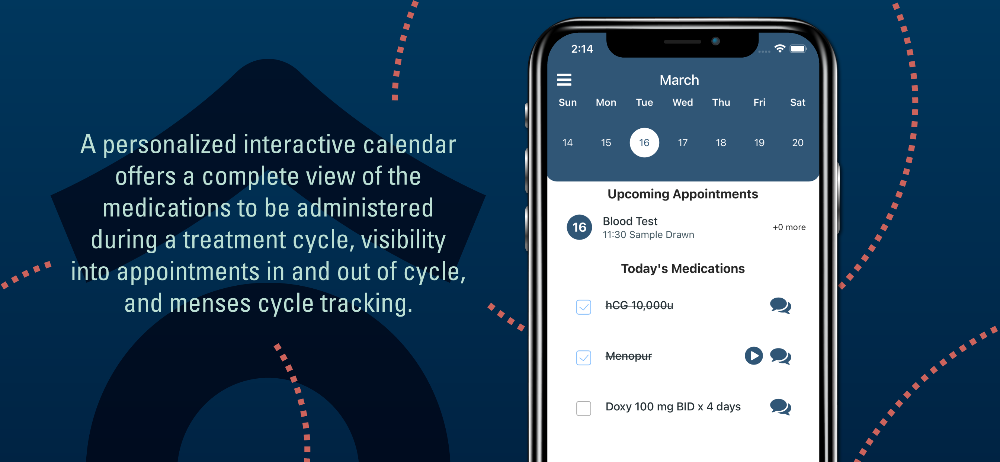 A personalized interactive calendar
offers a complete view of the
medications to be administered
during a treatment cycle, visibility
into appointments in and out of cycle,
and menses cycle tracking.
2:14
March
Sun Mon Tue Wed Thu Fri Sat
14 15 16 17 18 19 20
Upcoming Appointments
16
Blood Test
11:30 Sample Drawn
+0 more
Today's Medications
hCG 10,000u
Menopur
Doxy 100 mg BID x 4 days